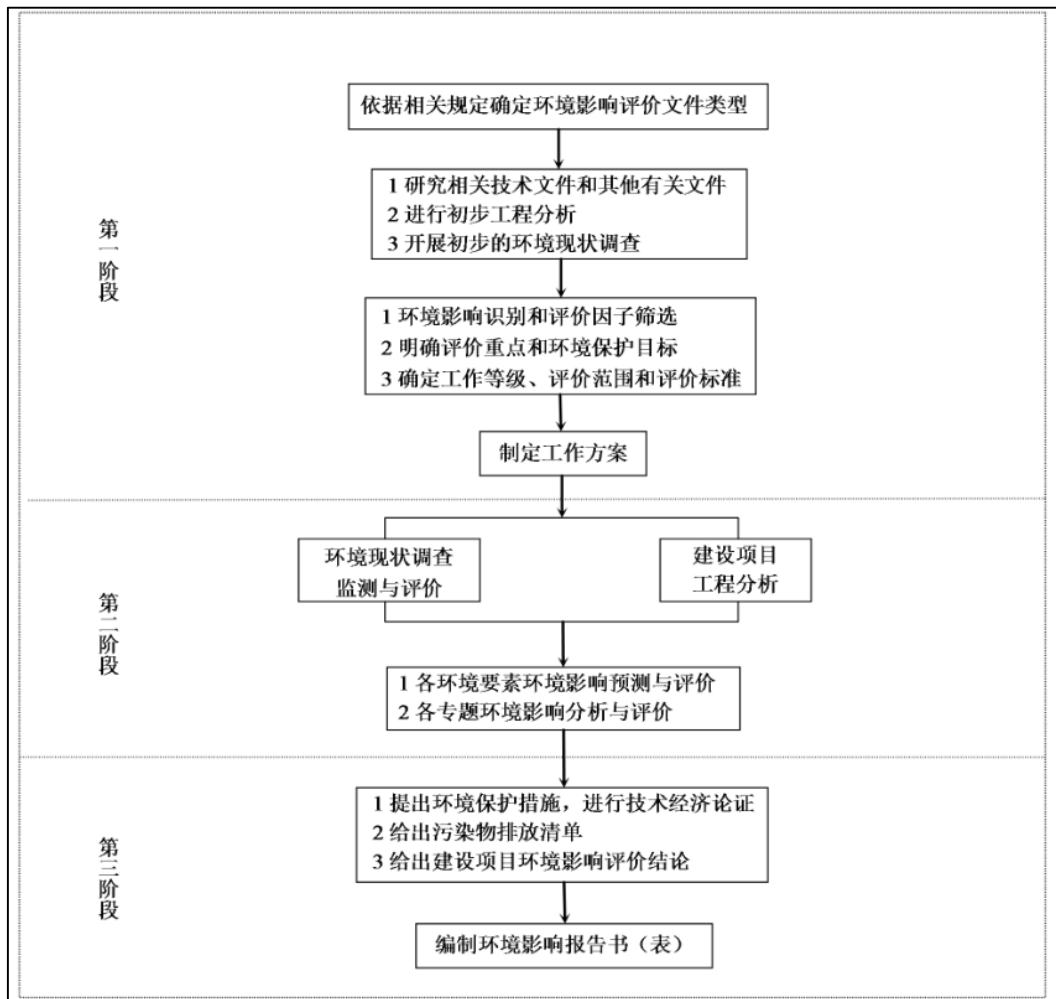 依据相关规定确定环境影响评价文件类型
1 研究相关技术文件和其他有关文件
2 进行初步工程分析
3 开展初步的环境现状调查
第一阶段
1 环境影响识别和评价因子筛选
2 明确评价重点和环境保护目标
3 确定工作等级、评价范围和评价标准
制定工作方案
环境现状调查
监测与评价
建设项目
工程分析
第二阶段
1 各环境要素环境影响预测与评价
2 各专题环境影响分析与评价
1 提出环境保护措施，进行技术经济论证
2 给出污染物排放清单
3 给出建设项目环境影响评价结论
第三阶段
编制环境影响报告书（表）